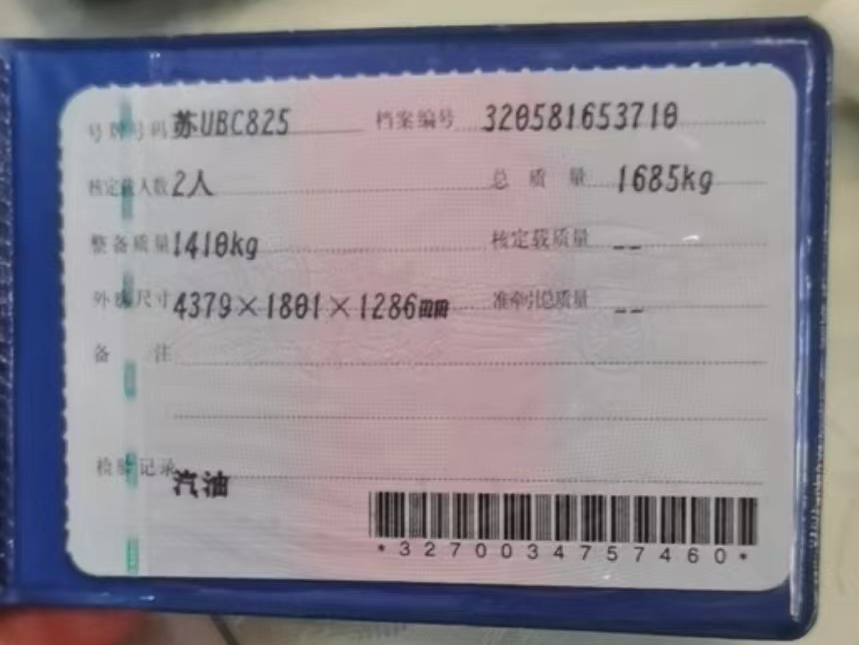 号牌号码 苏UBC825 档案编号 320581653710
核定载人数 2人 总质量 1685kg
整备质量 1410kg 核定载质量 --
外廓尺寸 4379×1801×1286mm 准牵引总质量 --
备注
检验记录 汽油
*3270034757460*